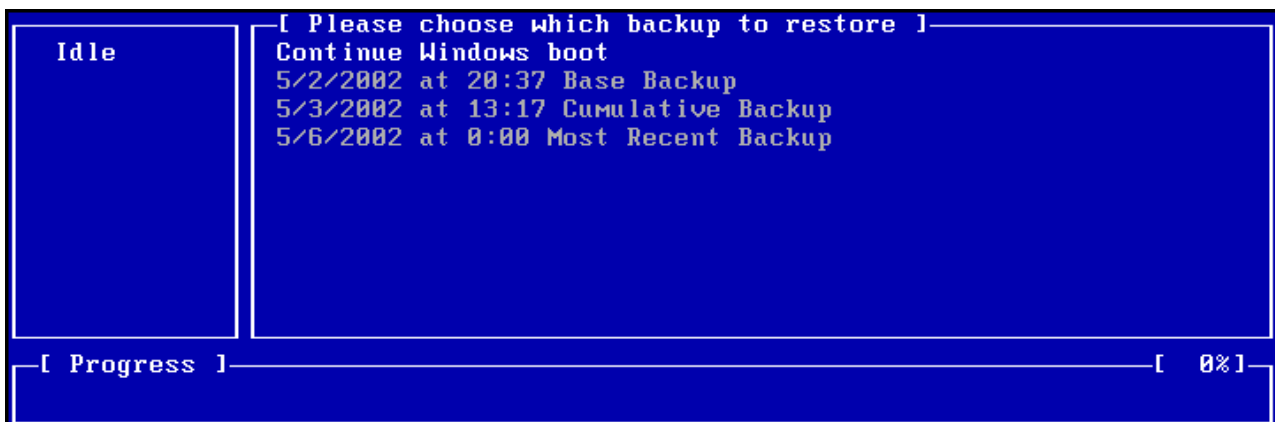 [ Please choose which backup to restore ]
Idle
Continue Windows boot
5/2/2002 at 20:37 Base Backup
5/3/2002 at 13:17 Cumulative Backup
5/6/2002 at 0:00 Most Recent Backup
[ Progress ] [ 0%]